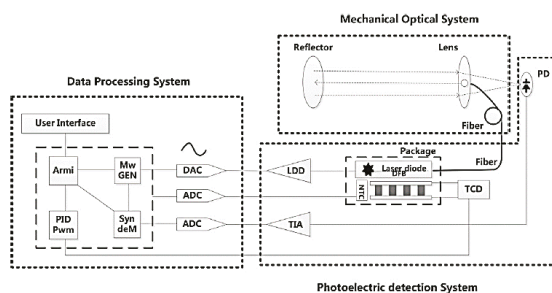 Mechanical Optical System
Reflector
Lens
PD
Data Processing System
Fiber
User Interface
Package
Fiber
Armi
Mw
GEN
DAC
LDD
Laser diode
DFB
ADC
NTC
TCD
PID
Pwm
Syn
deM
ADC
TIA
Photoelectric detection System